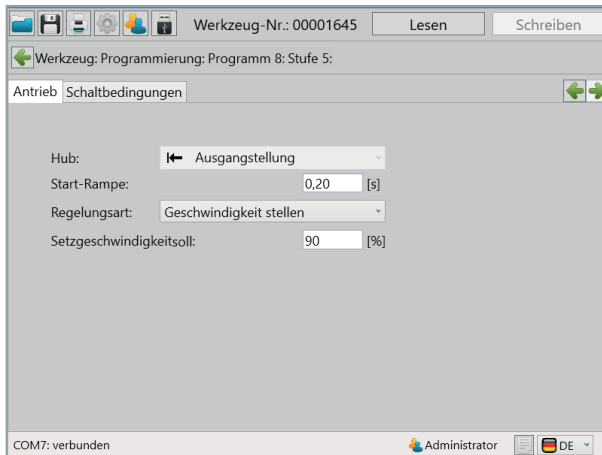 Werkzeug-Nr.: 00001645 Lesen Schreiben
Werkzeug: Programmierung: Programm 8: Stufe 5:
Antrieb Schaltbedingungen
Hub: Ausgangstellung
Start-Rampe: 0,20 [s]
Regelungsart: Geschwindigkeit stellen
Setzgeschwindigkeitsoll: 90 [%]
COM7: verbunden Administrator DE